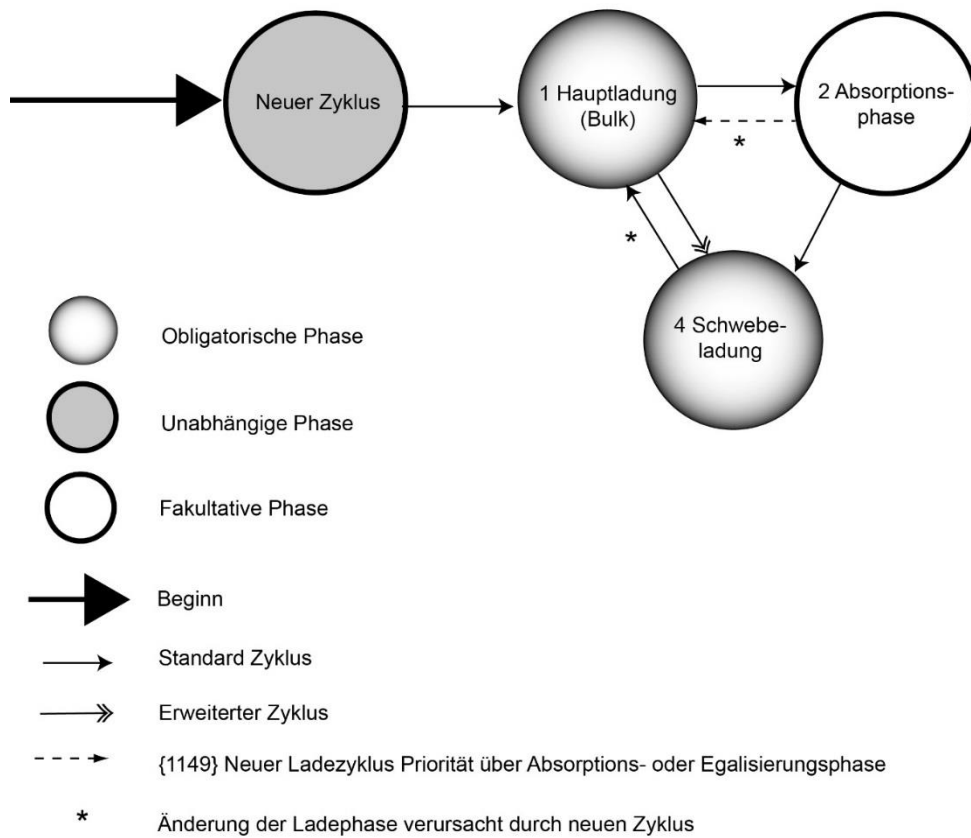 Neuer Zyklus
1 Hauptladung
(Bulk)
2 Absorptions-
phase
*
*
4 Schwebe-
ladung
Obligatorische Phase
Unabhängige Phase
Fakultative Phase
Beginn
Standard Zyklus
Erweiterter Zyklus
{1149} Neuer Ladezyklus Priorität über Absorptions- oder Egalisierungsphase
* Änderung der Ladephase verursacht durch neuen Zyklus